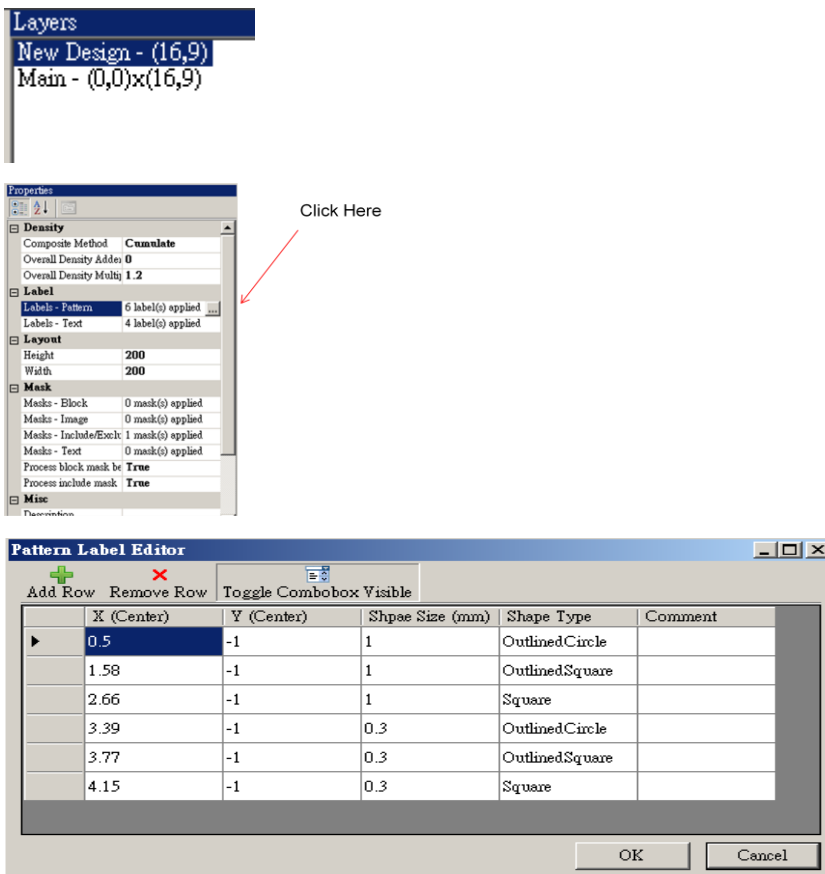 Layers
New Design - (16,9)
Main - (0,0)x(16,9)
Properties
Click Here
Density
Composite Method Cumulate
Overall Density Adder 0
Overall Density Multip 1.2
Label
Labels - Pattern 6 label(s) applied ...
Labels - Text 4 label(s) applied
Layout
Height 200
Width 200
Mask
Masks - Block 0 mask(s) applied
Masks - Image 0 mask(s) applied
Masks - Include/Exclu 1 mask(s) applied
Masks - Text 0 mask(s) applied
Process block mask be True
Process include mask True
Misc
Description
Pattern Label Editor
Add Row Remove Row Toggle Combobox Visible
X (Center) Y (Center) Shpae Size (mm) Shape Type Comment
0.5 -1 1 OutlinedCircle
1.58 -1 1 OutlinedSquare
2.66 -1 1 Square
3.39 -1 0.3 OutlinedCircle
3.77 -1 0.3 OutlinedSquare
4.15 -1 0.3 Square
OK Cancel